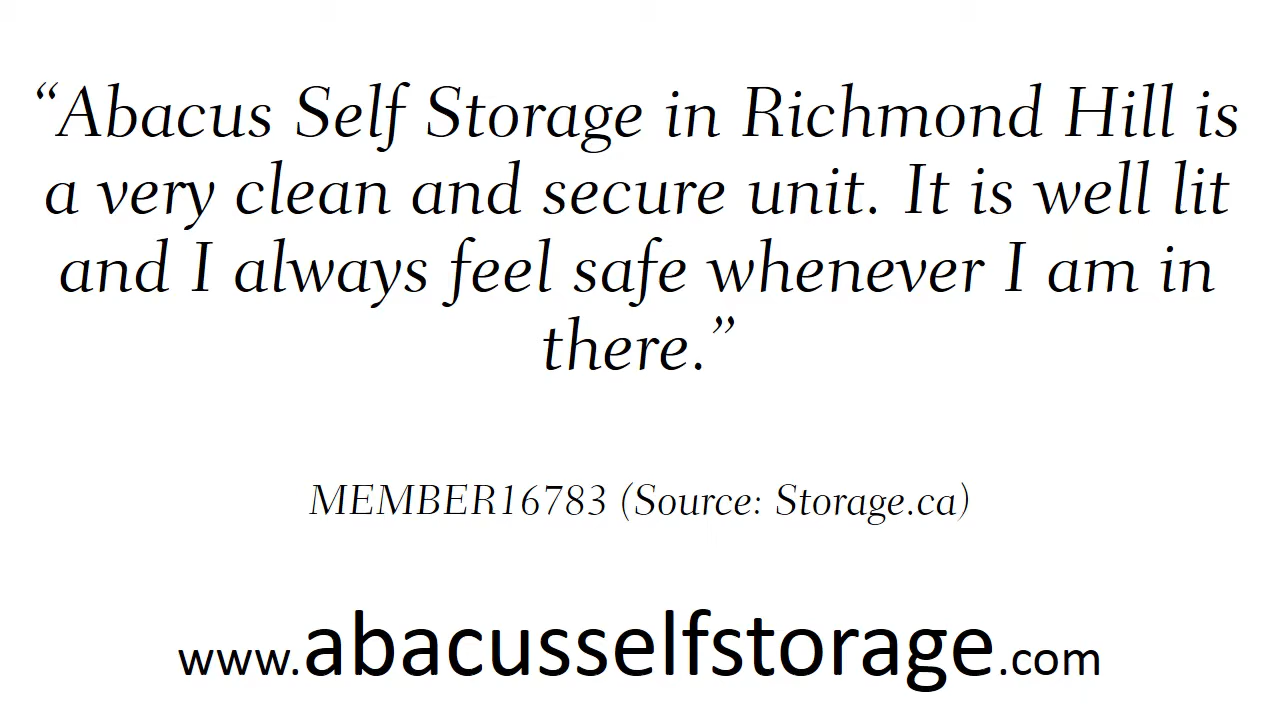 “Abacus Self Storage in Richmond Hill is
a very clean and secure unit. It is well lit
and I always feel safe whenever I am in
there.”
MEMBER16783 (Source: Storage.ca)
www.abacusselfstorage.com